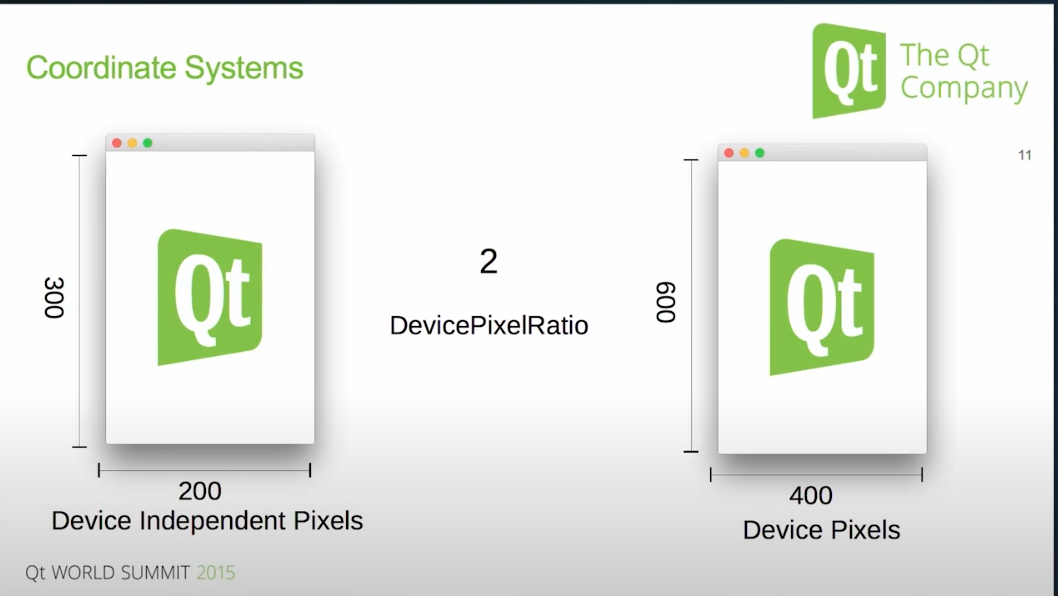 Coordinate Systems
Qt
The Qt
Company
11
300
Qt
200
Device Independent Pixels
2
DevicePixelRatio
600
Qt
400
Device Pixels
Qt WORLD SUMMIT 2015